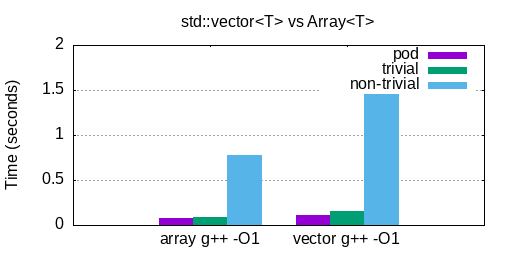 std::vector<T> vs Array<T>
Time (seconds)
2
1.5
1
0.5
0
pod
trivial
non-trivial
array g++ -O1
vector g++ -O1